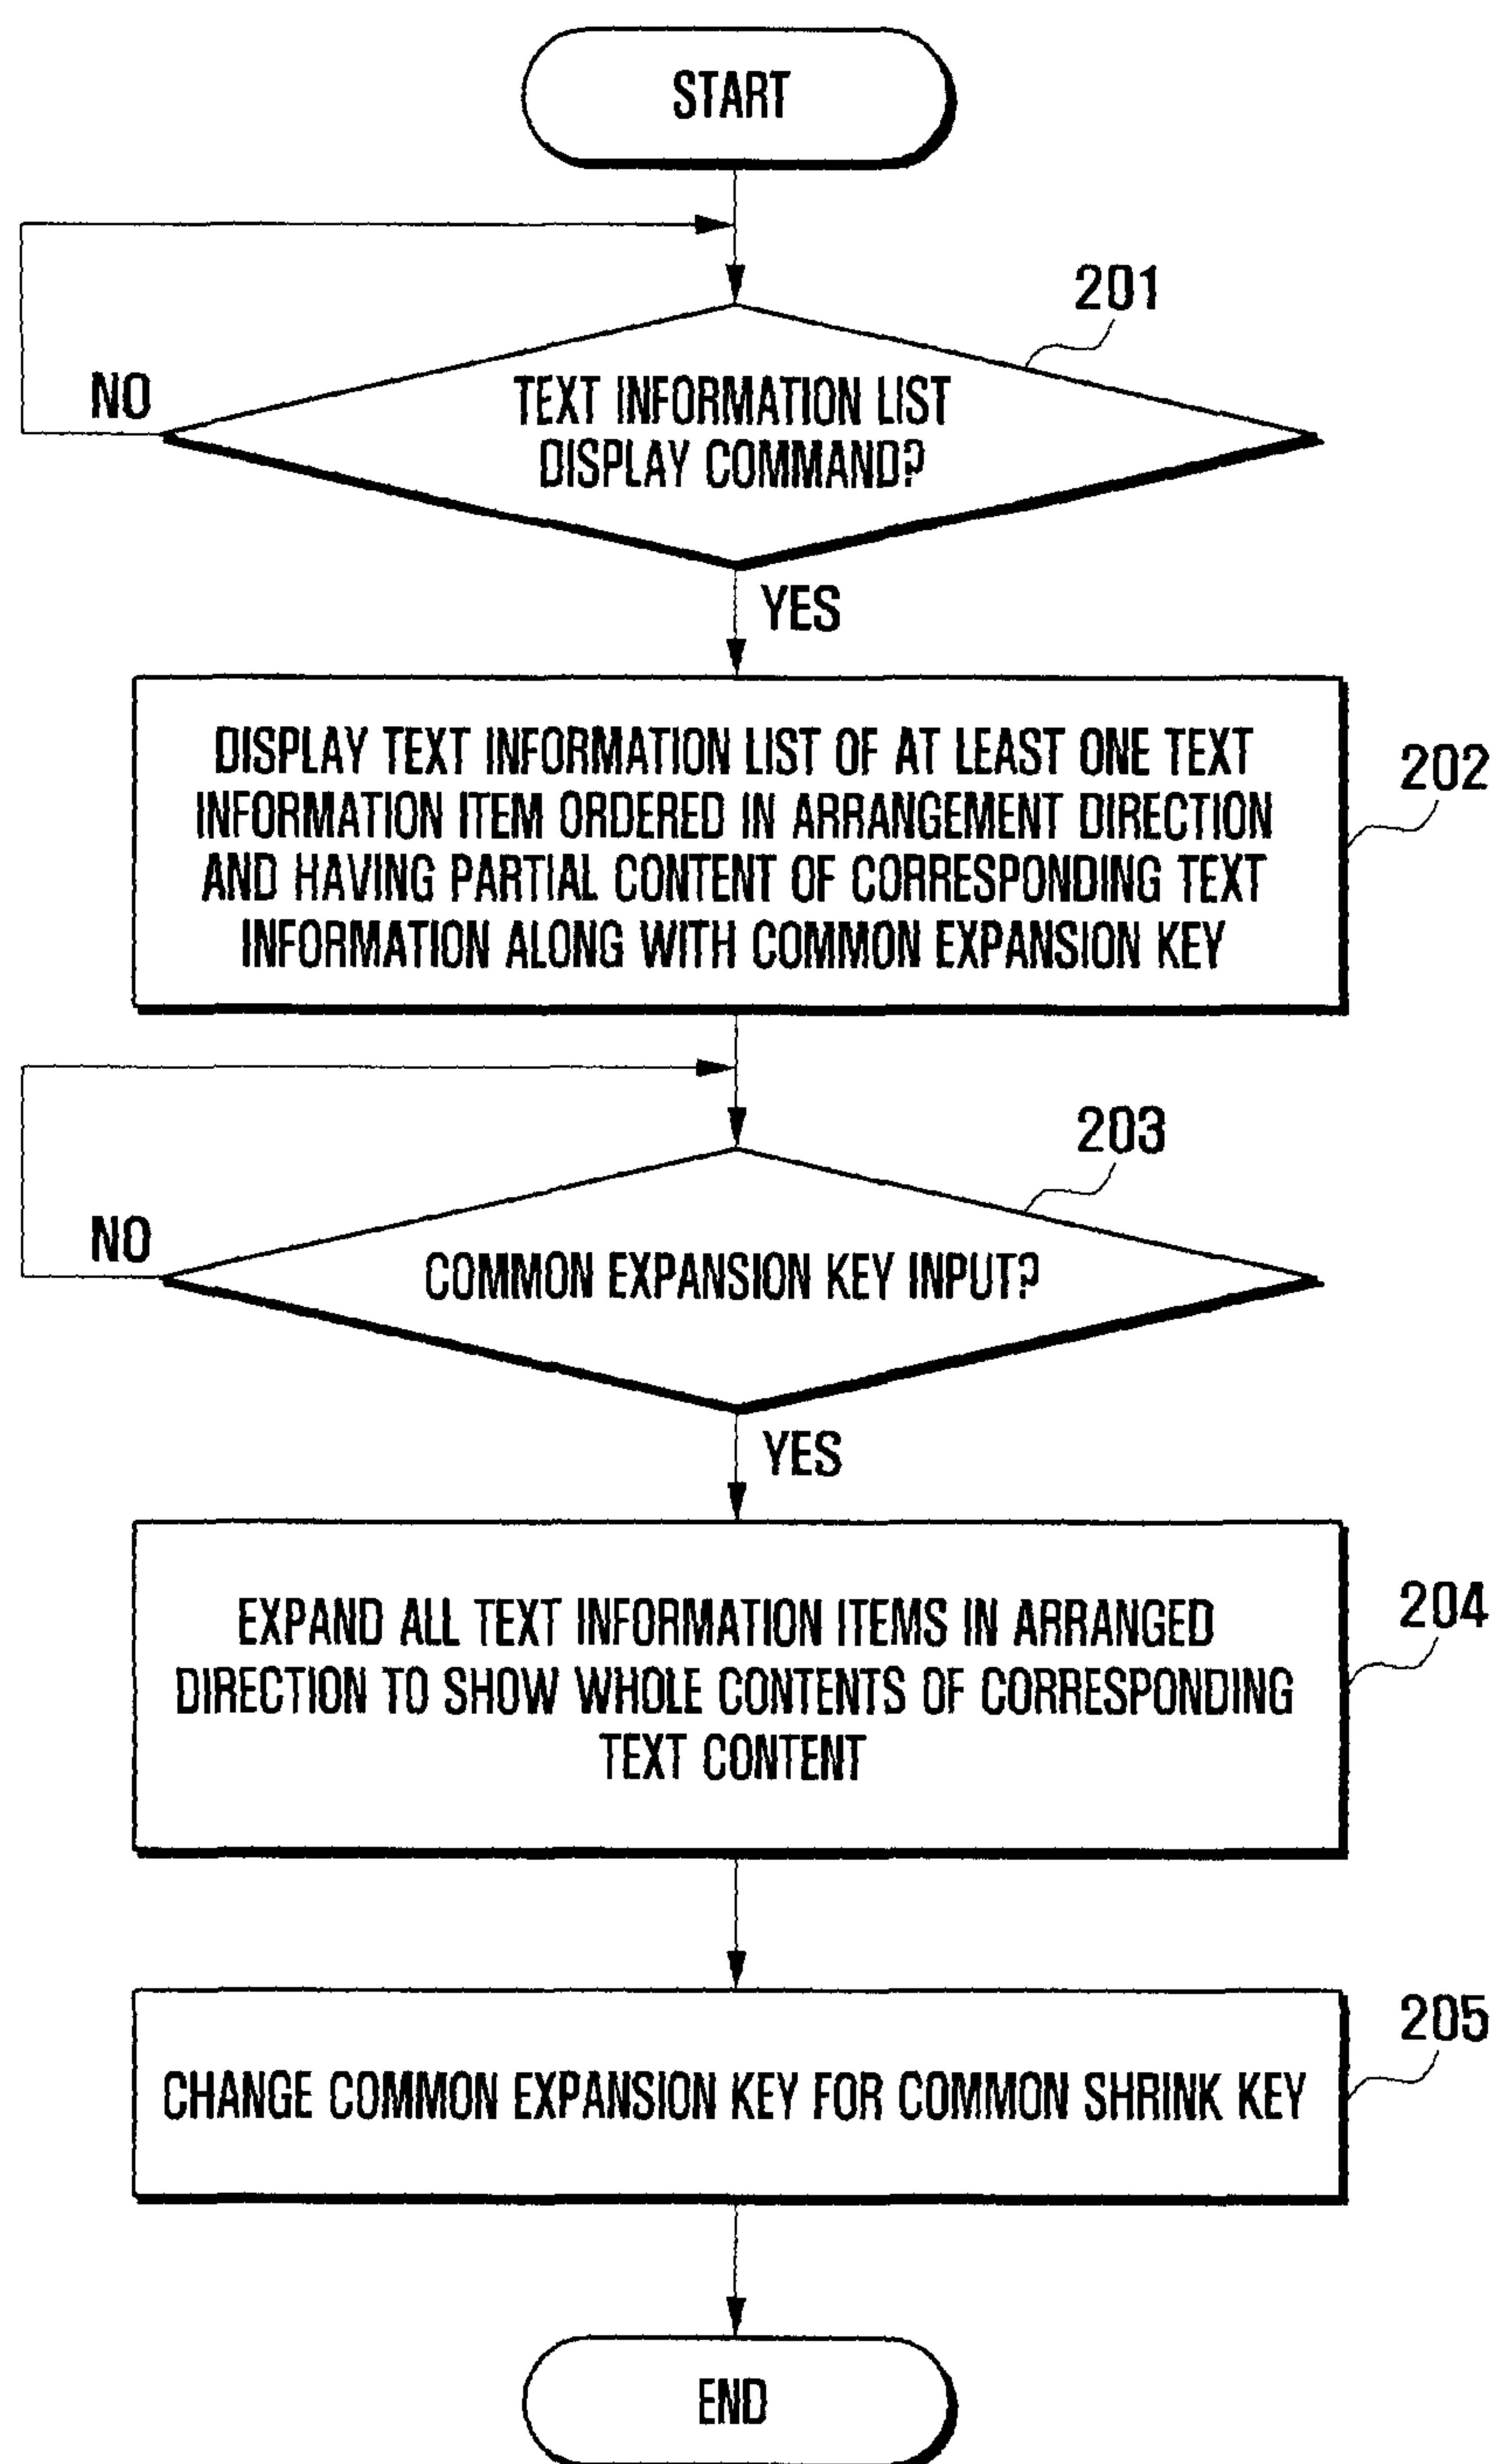 START
201
NO
TEXT INFORMATION LIST
DISPLAY COMMAND?
YES
202
DISPLAY TEXT INFORMATION LIST OF AT LEAST ONE TEXT
INFORMATION ITEM ORDERED IN ARRANGEMENT DIRECTION
AND HAVING PARTIAL CONTENT OF CORRESPONDING TEXT
INFORMATION ALONG WITH COMMON EXPANSION KEY
203
NO
COMMON EXPANSION KEY INPUT?
YES
204
EXPAND ALL TEXT INFORMATION ITEMS IN ARRANGED
DIRECTION TO SHOW WHOLE CONTENTS OF CORRESPONDING
TEXT CONTENT
205
CHANGE COMMON EXPANSION KEY FOR COMMON SHRINK KEY
END